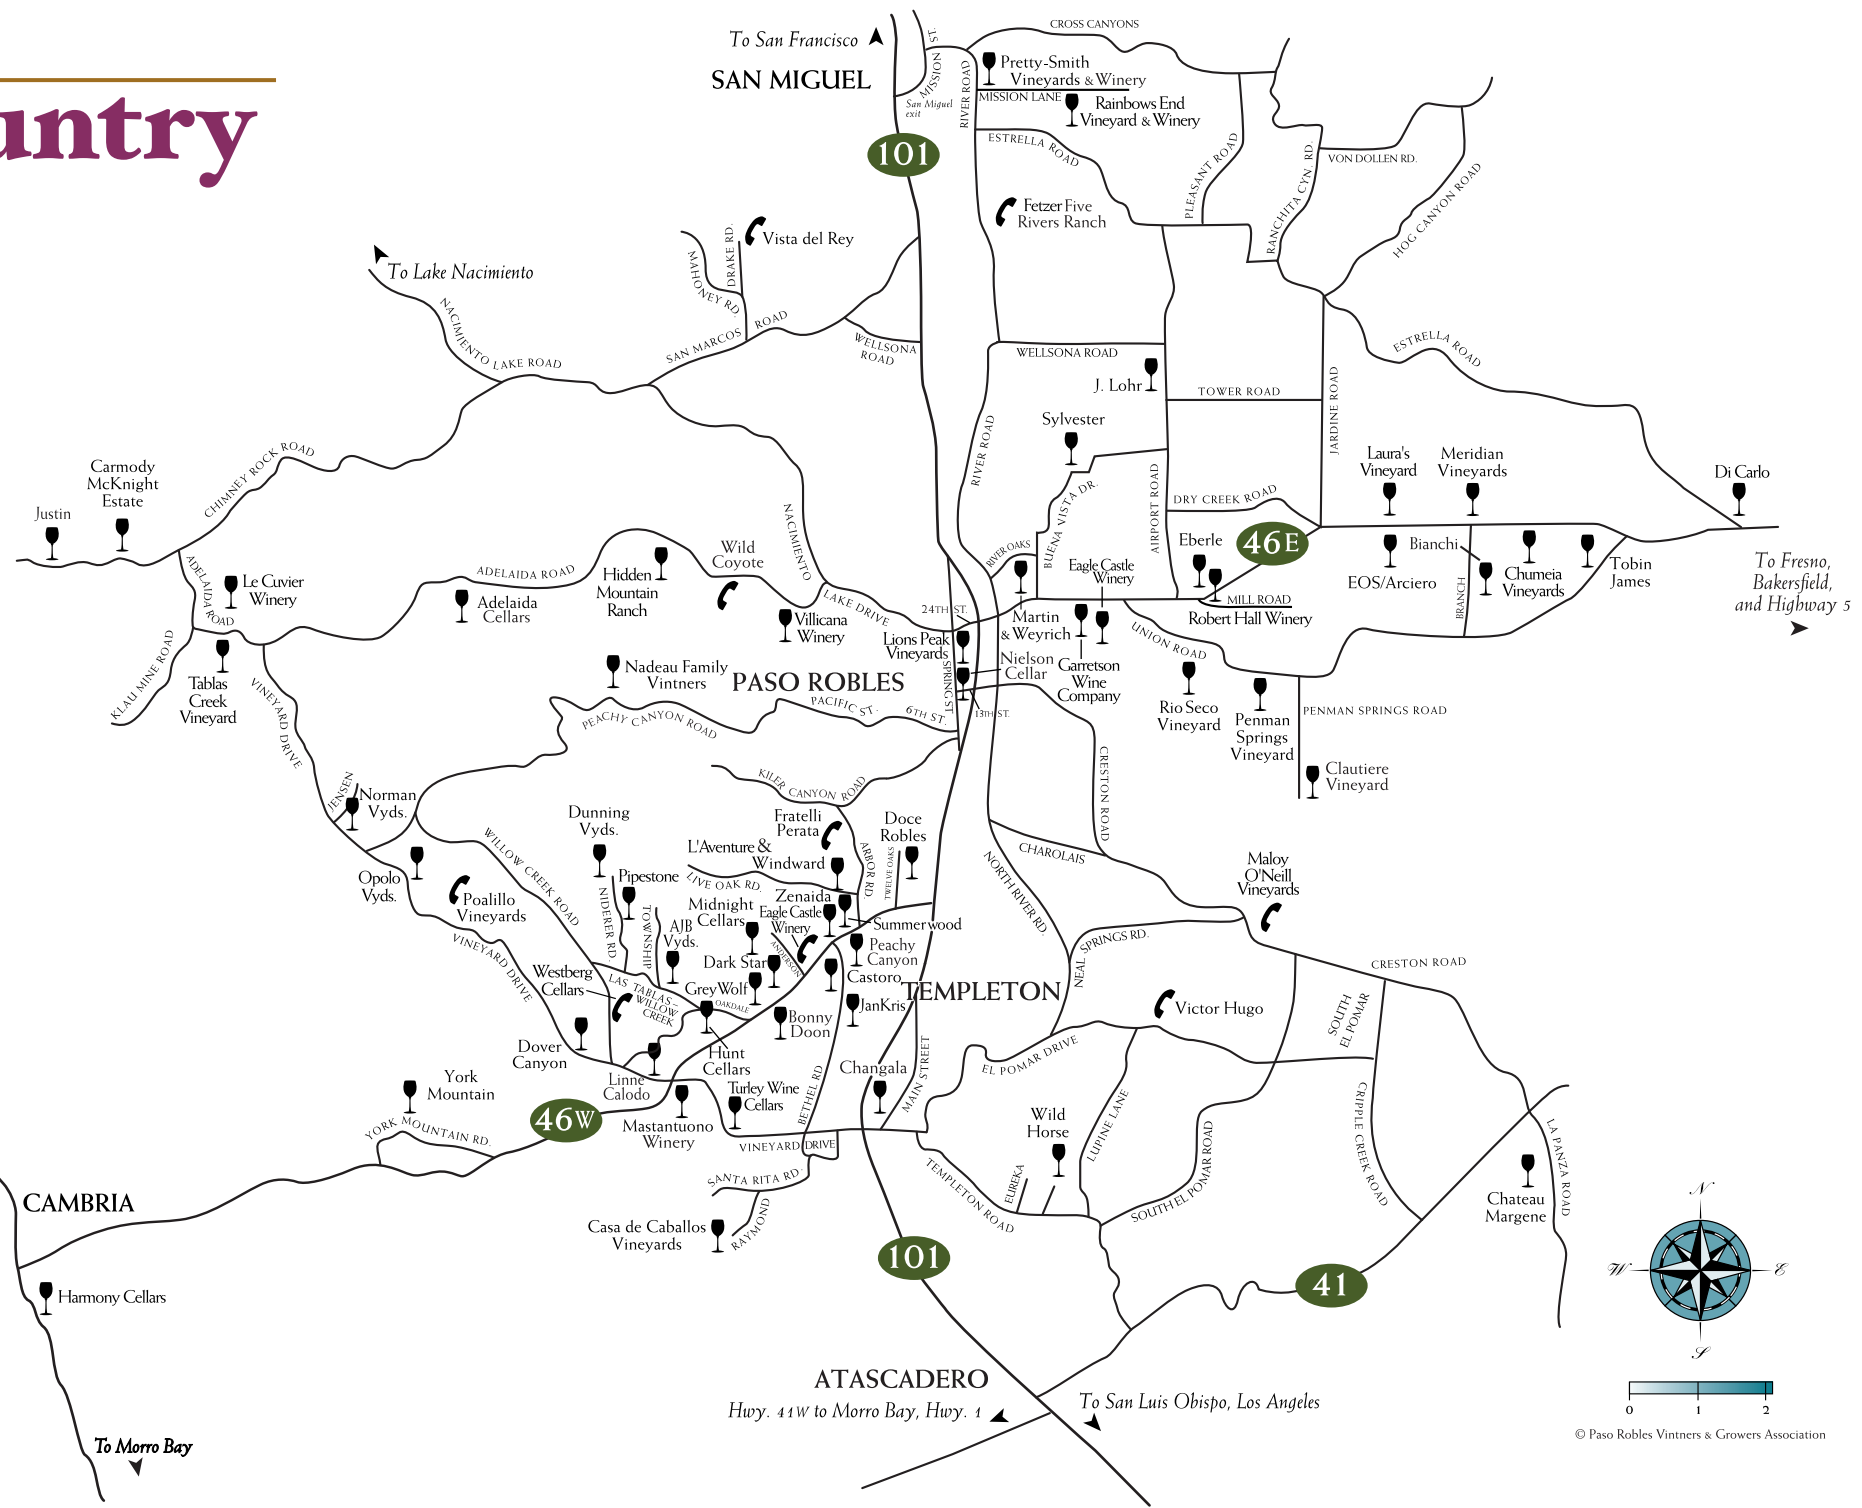 untry
To San Francisco
SAN MIGUEL
MISSION ST.
San Miguel
exit
RIVER ROAD
CROSS CANYONS
Pretty-Smith
Vineyards & Winery
MISSION LANE
Rainbows End
Vineyard & Winery
101
ESTRELLA ROAD
PLEASANT ROAD
RANCHITA CYN. RD.
VON DOLLEN RD.
HOG CANYON ROAD
Fetzer Five
Rivers Ranch
Vista del Rey
DRAKE RD.
MAHONEY RD.
To Lake Nacimiento
NACIMIENTO LAKE ROAD
SAN MARCOS ROAD
WELLSONA
ROAD
WELLSONA ROAD
ESTRELLA ROAD
J. Lohr
TOWER ROAD
JARDINE ROAD
Sylvester
RIVER ROAD
CHIMNEY ROCK ROAD
Carmody
McKnight
Estate
Justin
Laura's
Vineyard
Meridian
Vineyards
Di Carlo
DRY CREEK ROAD
AIRPORT ROAD
BUENA VISTA DR.
RIVER OAKS
NACIMIENTO
LAKE DRIVE
46E
Eberle
Bianchi
EOS/Arciero
Chumeia
Vineyards
Tobin
James
BRANCH
To Fresno,
Bakersfield,
and Highway 5
Eagle Castle
Winery
MILL ROAD
Robert Hall Winery
Martin
& Weyrich
Garretson
Wine
Company
UNION ROAD
Rio Seco
Vineyard
Penman
Springs
Vineyard
PENMAN SPRINGS ROAD
Clautiere
Vineyard
ADELAIDA ROAD
Le Cuvier
Winery
KLAU MINE ROAD
Tablas
Creek
Vineyard
VINEYARD DRIVE
ADELAIDA ROAD
Adelaida
Cellars
Hidden
Mountain
Ranch
Wild
Coyote
Villicana
Winery
24TH ST.
Lions Peak
Vineyards
Nielson
Cellar
SPRING ST.
13TH ST.
Nadeau Family
Vintners
PASO ROBLES
PEACHY CANYON ROAD
PACIFIC ST.
6TH ST.
CRESTON ROAD
JENSEN
Norman
Vyds.
KILER CANYON ROAD
Fratelli
Perata
Doce
Robles
Dunning
Vyds.
L'Aventure &
Windward
ARBOR RD.
TWELVE OAKS
WILLOW CREEK ROAD
Opolo
Vyds.
Poalillo
Vineyards
Pipestone
LIVE OAK RD.
NIDERER RD.
TOWNSHIP
Zenaida
Midnight
Cellars
Eagle Castle
Winery
AJB
Vyds.
Summerwood
Peachy
Canyon
ANDERSON
Dark Star
Castoro
Grey Wolf
JanKris
OAKDALE
Bonny
Doon
LAS TABLAS-
WILLOW
CREEK
Westberg
Cellars
VINEYARD DRIVE
Dover
Canyon
Hunt
Cellars
Linne
Calodo
TEMPLETON
CHAROLAIS
NORTH RIVER RD.
Maloy
O'Neill
Vineyards
NEAL SPRINGS RD.
CRESTON ROAD
Victor Hugo
SOUTH
EL POMAR
EL POMAR DRIVE
Changala
MAIN STREET
BETHEL RD
Turley Wine
Cellars
Mastantuono
Winery
York
Mountain
YORK MOUNTAIN RD.
46W
VINEYARD DRIVE
SANTA RITA RD.
Casa de Caballos
Vineyards
RAYMOND
Wild
Horse
LUPINE LANE
EUREKA
TEMPLETON ROAD
SOUTH EL POMAR ROAD
CRIPPLE CREEK ROAD
LA PANZA ROAD
Chateau
Margene
CAMBRIA
Harmony Cellars
To Morro Bay
101
41
ATASCADERO
Hwy. 41W to Morro Bay, Hwy. 1
To San Luis Obispo, Los Angeles
N
W
E
S
0 1 2
© Paso Robles Vintners & Growers Association